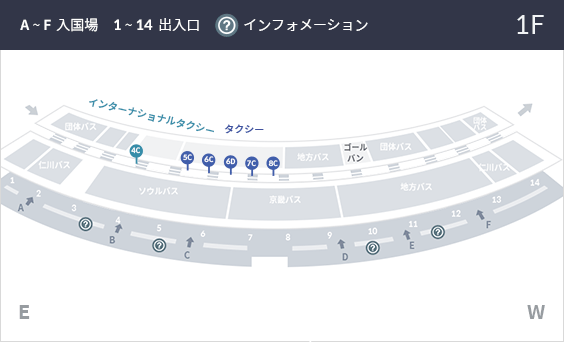 A ~ F 入国場 1 ~ 14 出入口 ? インフォメーション 1F
インターナショナルタクシー タクシー
団体バス
団体バス
4C
5C
6C
6D
7C
8C
地方バス
ゴール
バン
団体バス
仁川バス
ソウルバス
京畿バス
地方バス
仁川バス
1
2
3
4
5
6
7
8
9
10
11
12
13
14
A
B
C
D
E
F
?
?
?
?
E
W